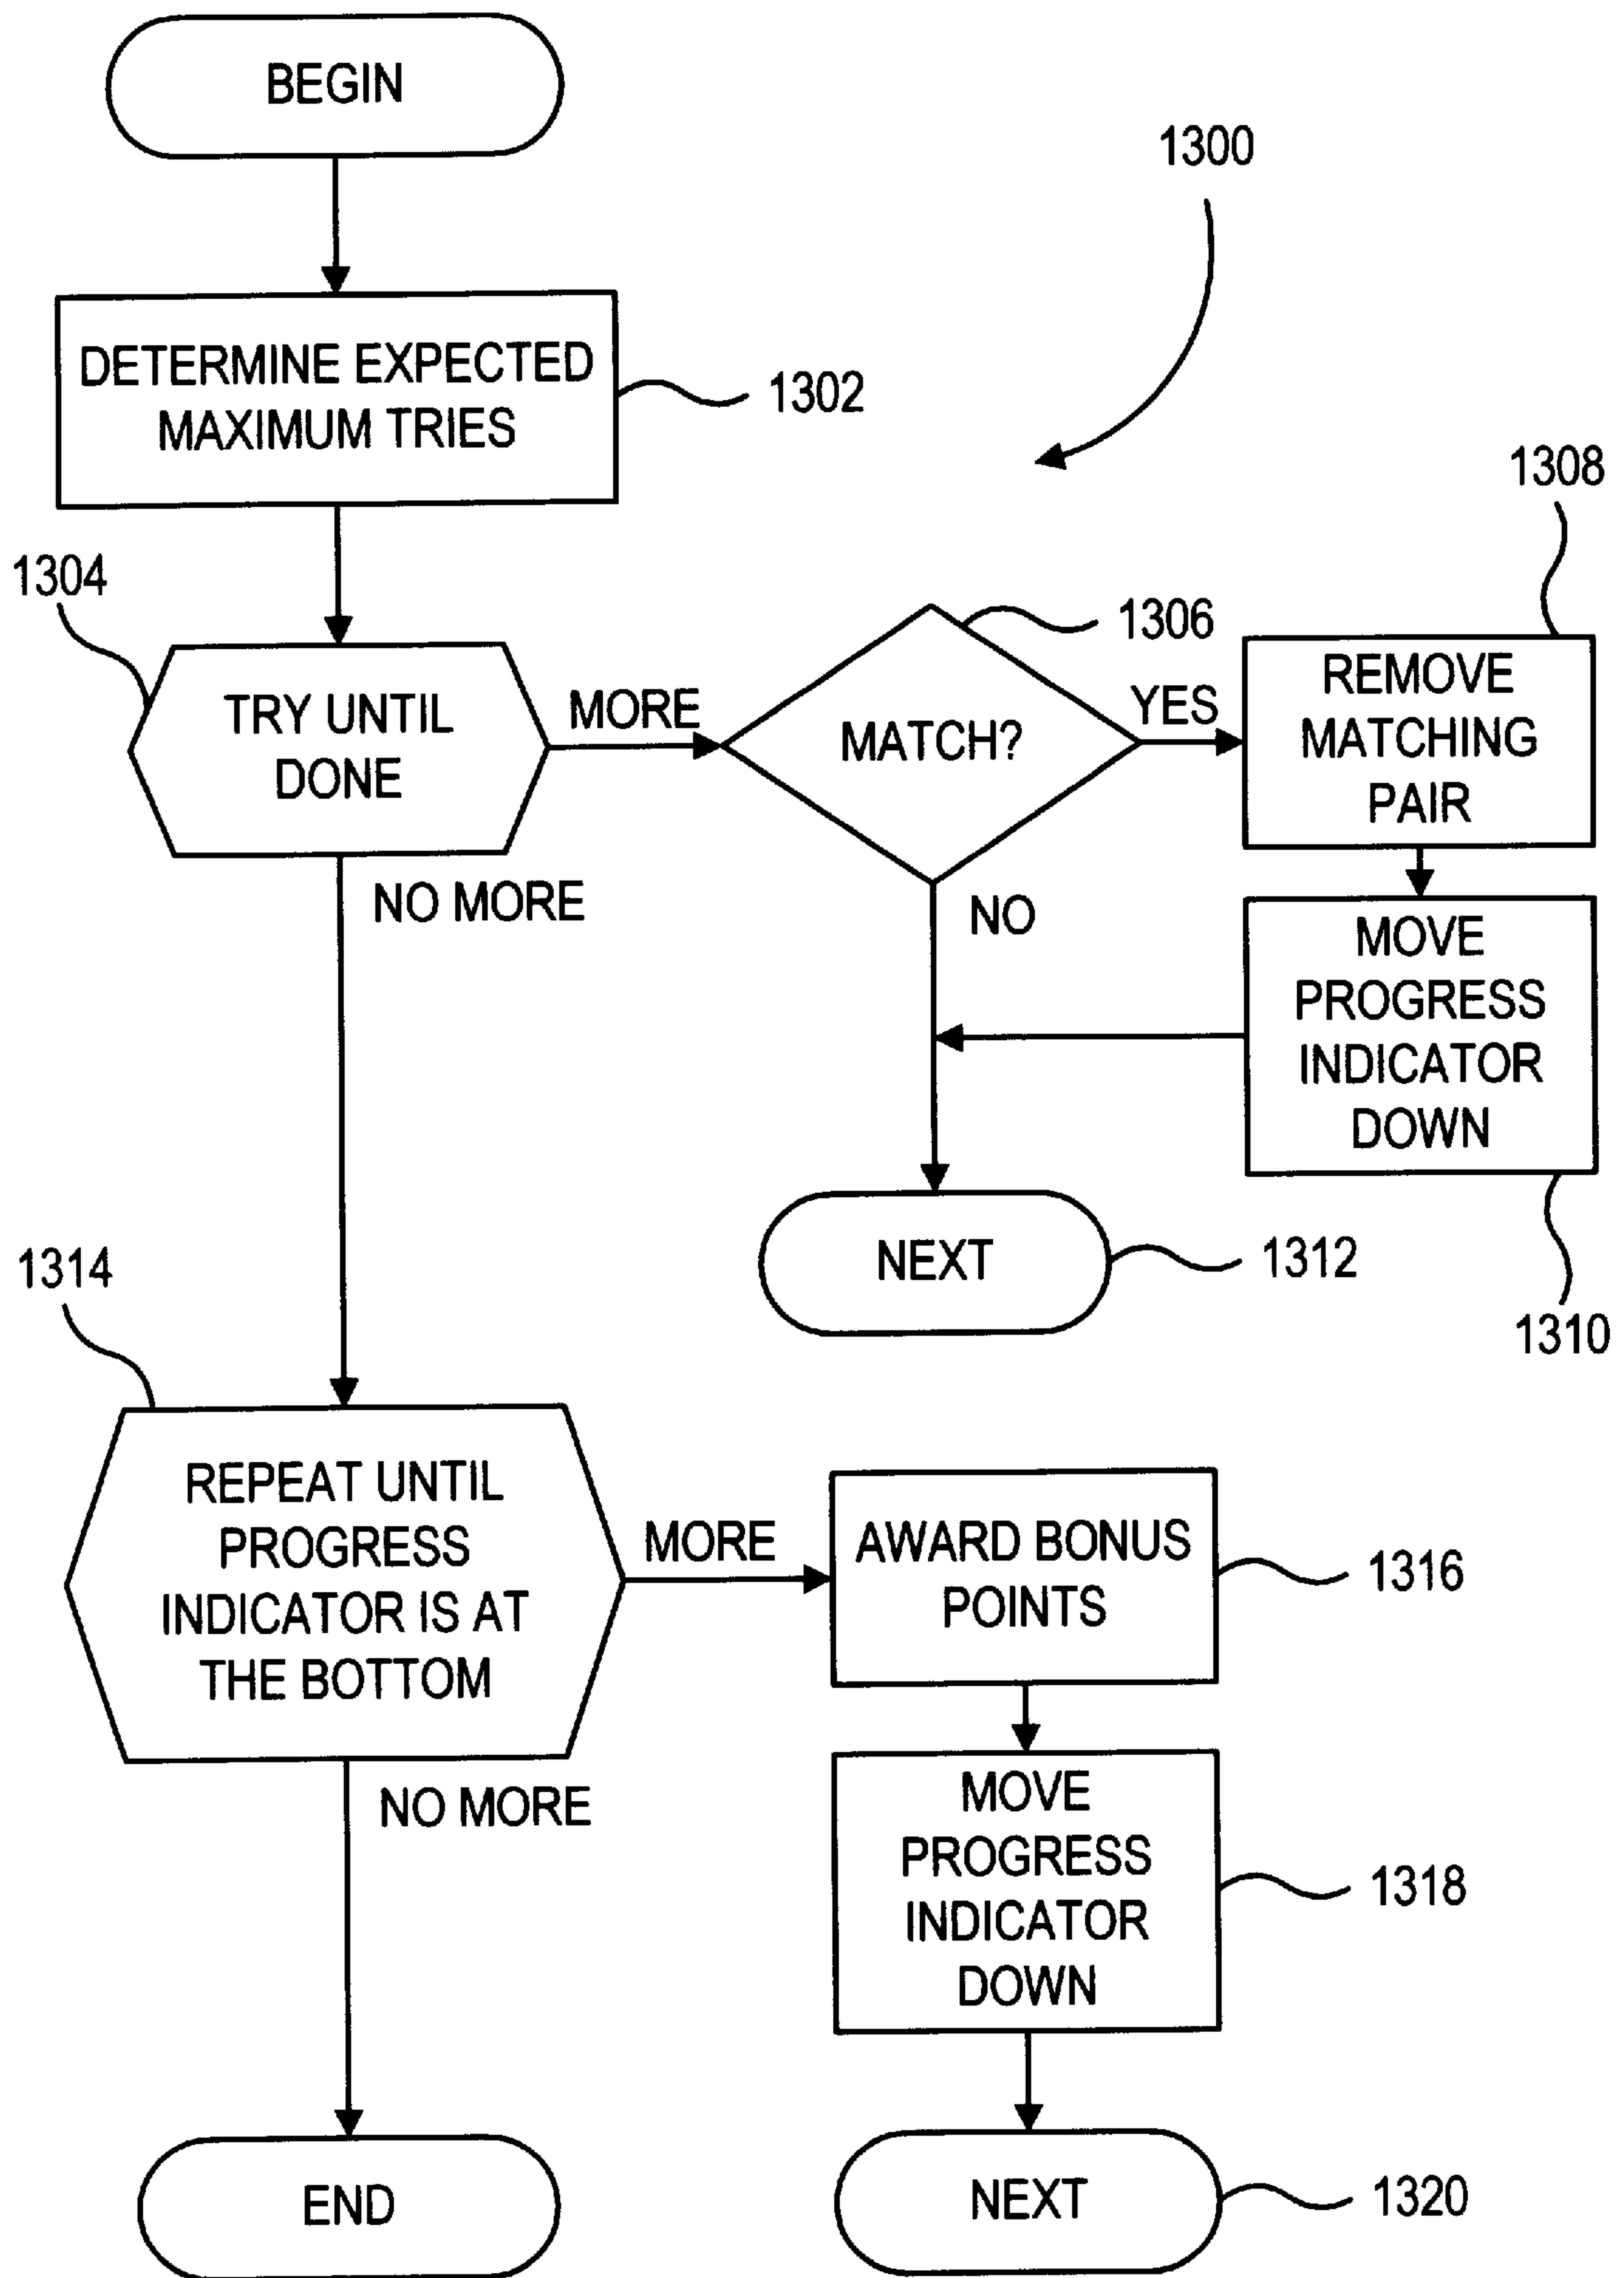 BEGIN
1300
DETERMINE EXPECTED
MAXIMUM TRIES
1302
1308
1304
1306
TRY UNTIL
DONE
MORE
MATCH?
YES
REMOVE
MATCHING
PAIR
NO MORE
NO
MOVE
PROGRESS
INDICATOR
DOWN
NEXT
1312
1310
1314
REPEAT UNTIL
PROGRESS
INDICATOR IS AT
THE BOTTOM
MORE
AWARD BONUS
POINTS
1316
NO MORE
MOVE
PROGRESS
INDICATOR
DOWN
1318
END
NEXT
1320